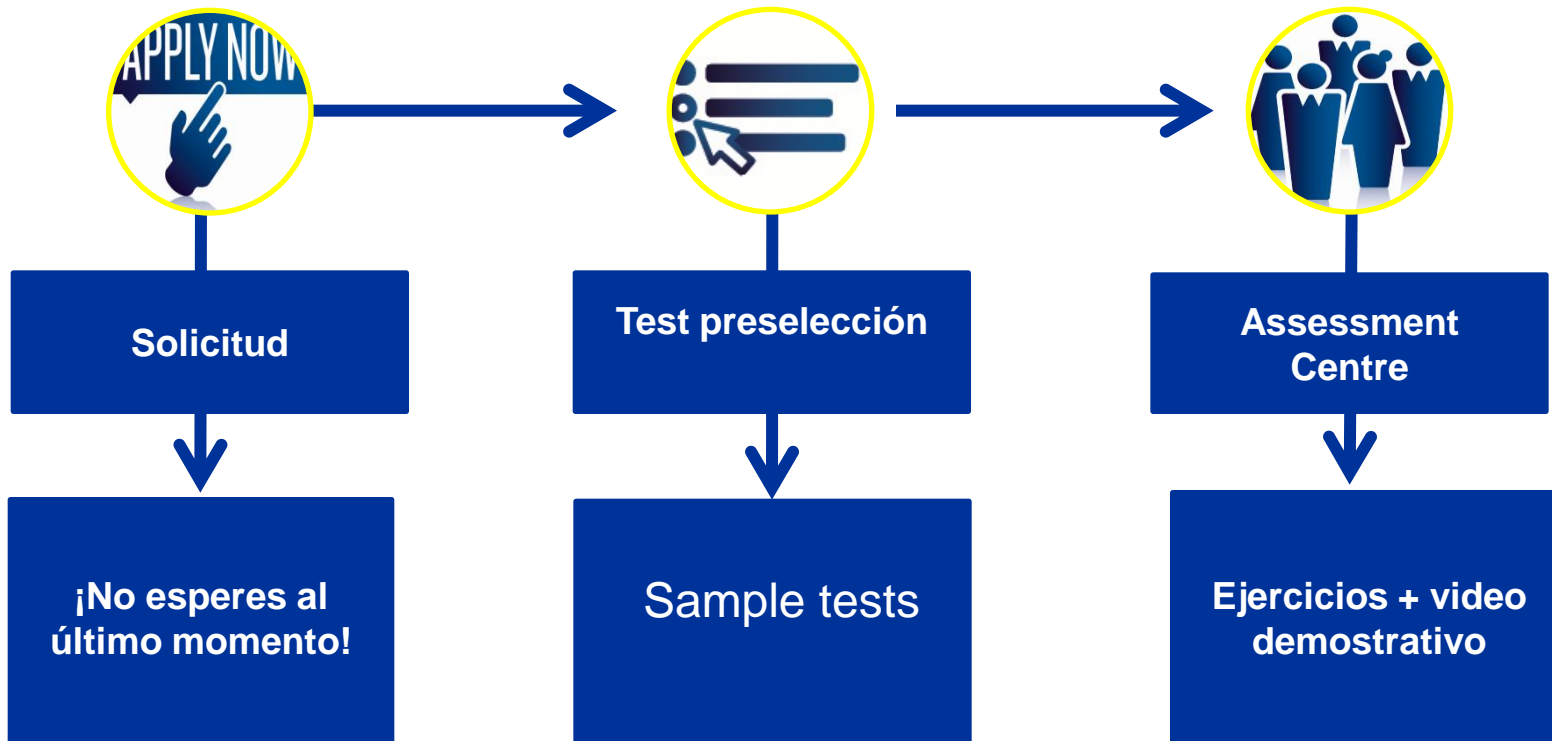 APPLY NOW
Solicitud
Test preselección
Assessment
Centre
¡No esperes al
último momento!
Sample tests
Ejercicios + video
demostrativo